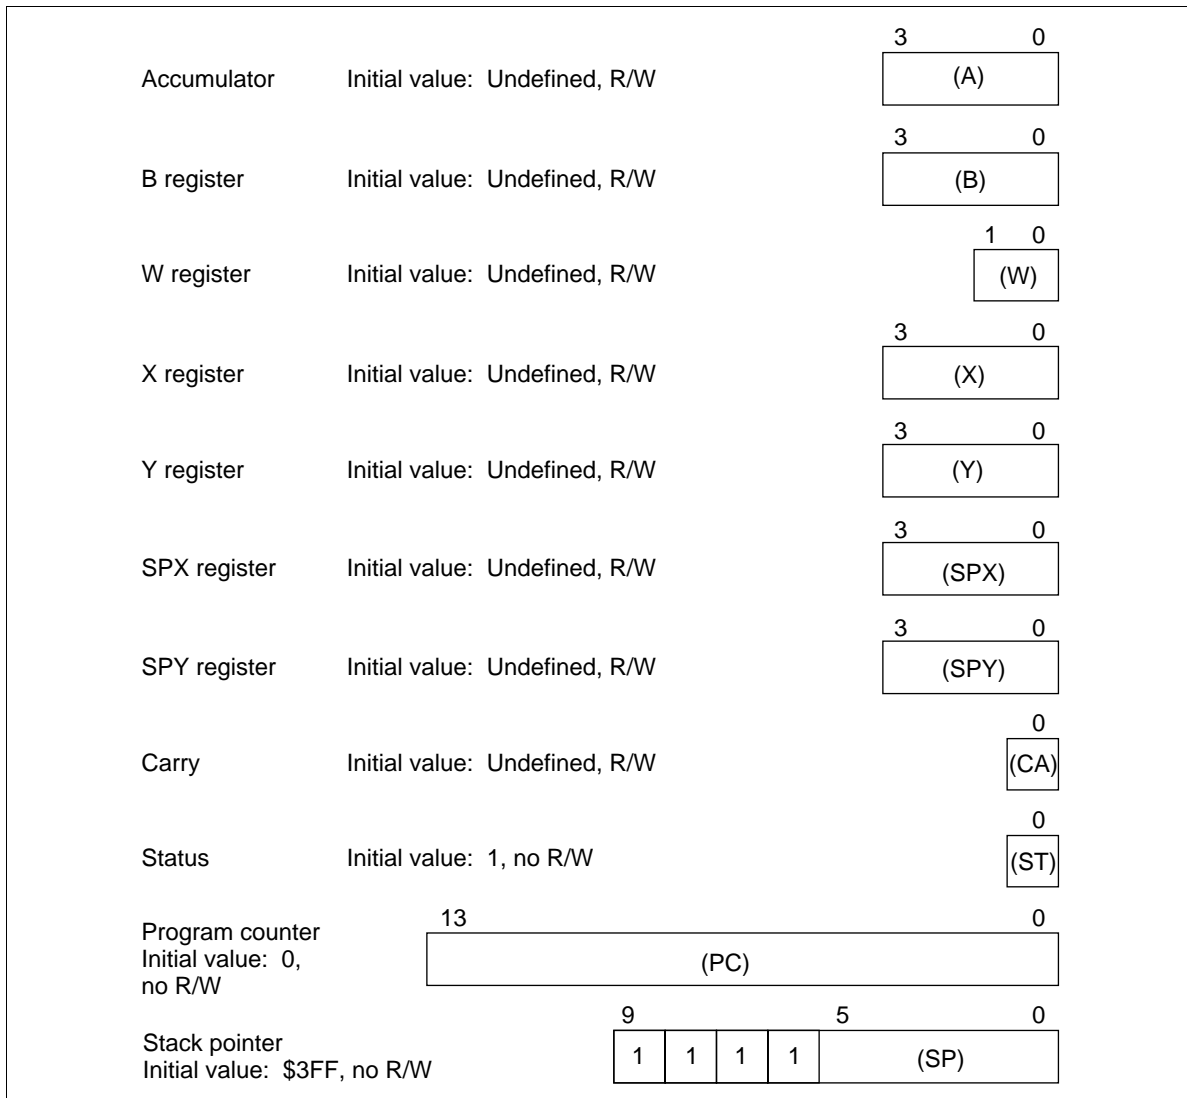 3 0
Accumulator Initial value: Undefined, R/W (A)
3 0
B register Initial value: Undefined, R/W (B)
1 0
W register Initial value: Undefined, R/W (W)
3 0
X register Initial value: Undefined, R/W (X)
3 0
Y register Initial value: Undefined, R/W (Y)
3 0
SPX register Initial value: Undefined, R/W (SPX)
3 0
SPY register Initial value: Undefined, R/W (SPY)
0
Carry Initial value: Undefined, R/W (CA)
0
Status Initial value: 1, no R/W (ST)
13 0
Program counter
Initial value: 0, (PC)
no R/W
9 5 0
Stack pointer
1 1 1 1 (SP)
Initial value: $3FF, no R/W